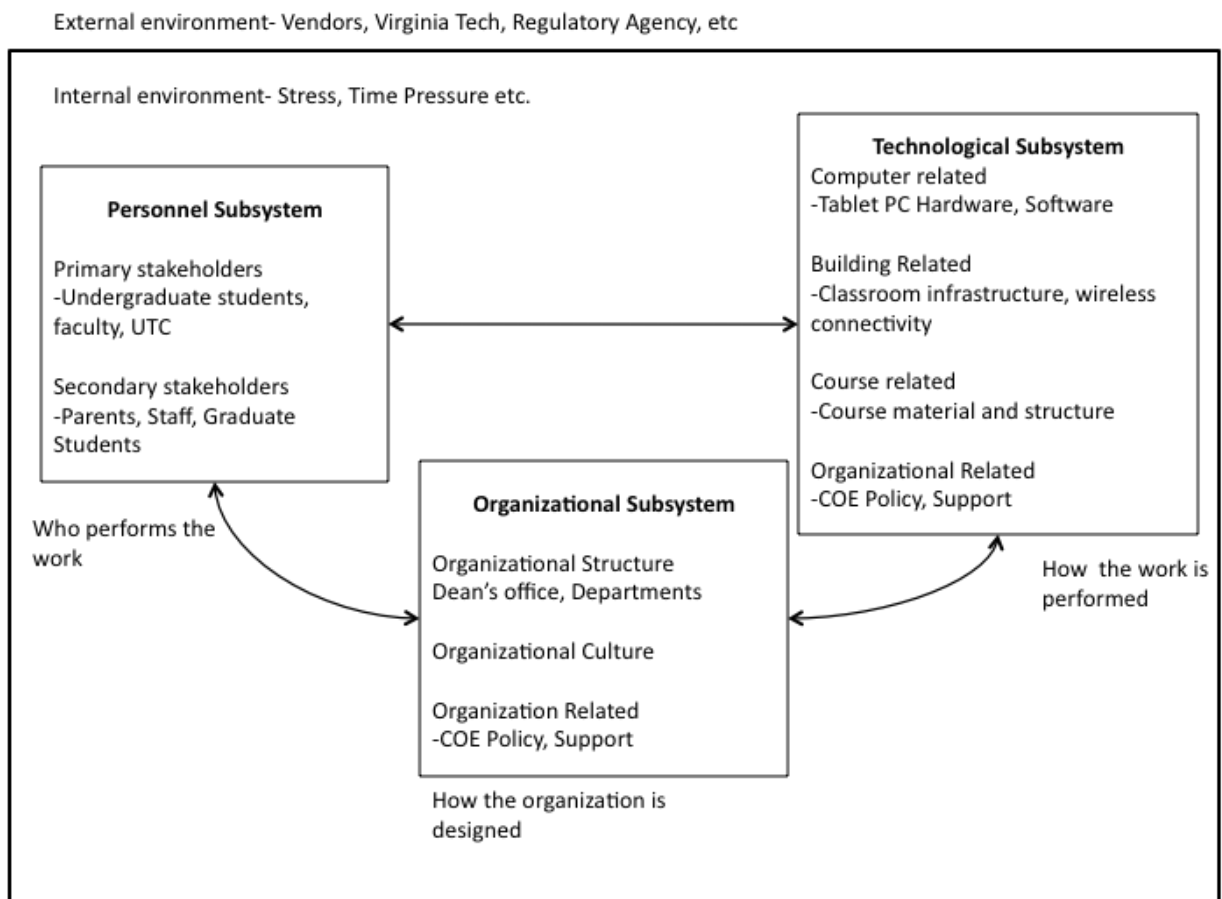 External environment- Vendors, Virginia Tech, Regulatory Agency, etc
Internal environment- Stress, Time Pressure etc.
Personnel Subsystem
Primary stakeholders
-Undergraduate students,
faculty, UTC
Secondary stakeholders
-Parents, Staff, Graduate
Students
Who performs the
work
Technological Subsystem
Computer related
-Tablet PC Hardware, Software
Building Related
-Classroom infrastructure, wireless
connectivity
Course related
-Course material and structure
Organizational Related
-COE Policy, Support
How  the work is
performed
Organizational Subsystem
Organizational Structure
Dean's office, Departments
Organizational Culture
Organization Related
-COE Policy, Support
How the organization is
designed